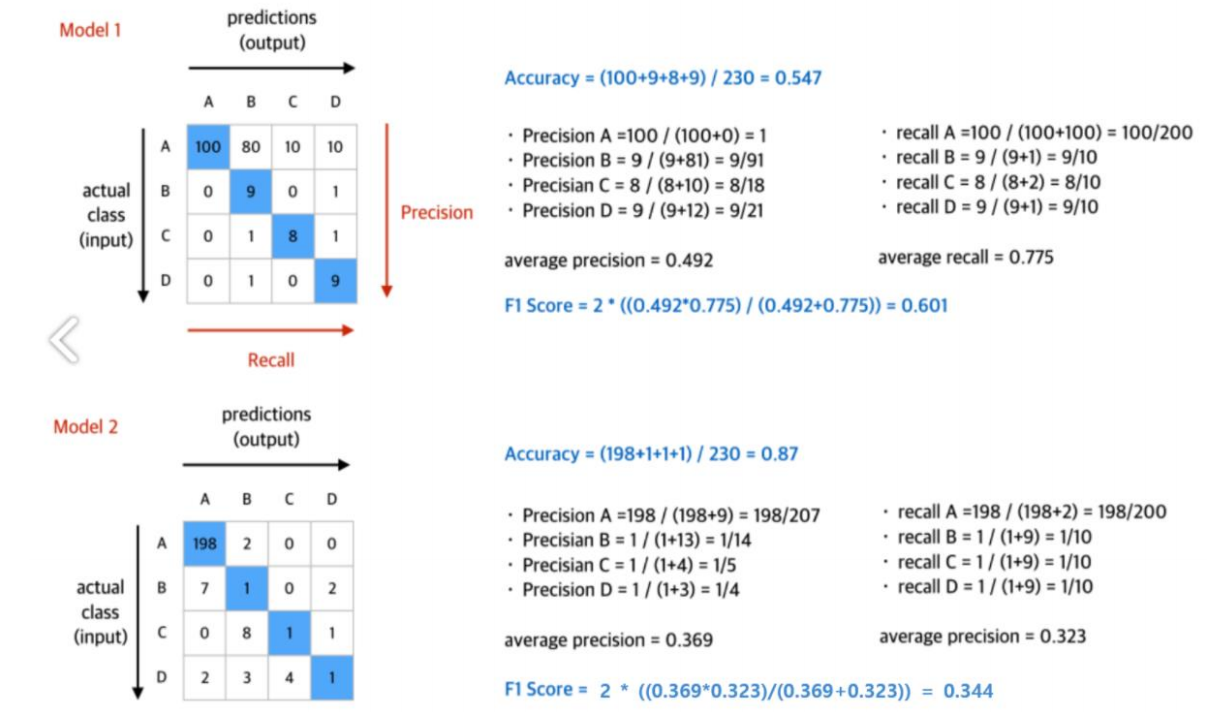 Model 1
predictions
(output)
A B C D
A 100 80 10 10
B 0 9 0 1
C 0 1 8 1
D 0 1 0 9
actual
class
(input)
Precision
Recall
Accuracy = (100+9+8+9) / 230 = 0.547
· Precision A =100 / (100+0) = 1
· Precision B = 9 / (9+81) = 9/91
· Precisian C = 8 / (8+10) = 8/18
· Precision D = 9 / (9+12) = 9/21
average precision = 0.492
· recall A =100 / (100+100) = 100/200
· recall B = 9 / (9+1) = 9/10
· recall C = 8 / (8+2) = 8/10
· recall D = 9 / (9+1) = 9/10
average recall = 0.775
F1 Score = 2 * ((0.492*0.775) / (0.492+0.775)) = 0.601
Model 2
predictions
(output)
A B C D
A 198 2 0 0
B 7 1 0 2
C 0 8 1 1
D 2 3 4 1
actual
class
(input)
Accuracy = (198+1+1+1) / 230 = 0.87
· Precision A =198 / (198+9) = 198/207
· Precisian B = 1 / (1+13) = 1/14
· Precisian C = 1 / (1+4) = 1/5
· Precision D = 1 / (1+3) = 1/4
average precision = 0.369
· recall A =198 / (198+2) = 198/200
· recall B = 1 / (1+9) = 1/10
· recall C = 1 / (1+9) = 1/10
· recall D = 1 / (1+9) = 1/10
average precision = 0.323
F1 Score = 2 * ((0.369*0.323)/(0.369+0.323)) = 0.344